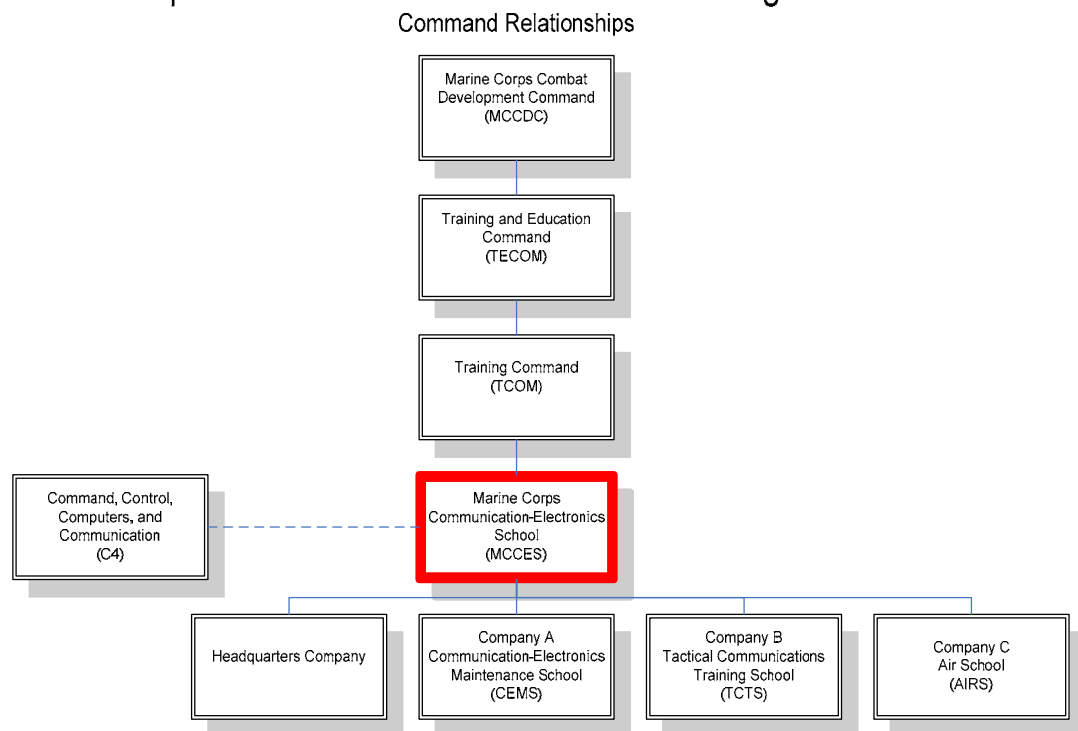 Command Relationships
Marine Corps Combat
Development Command
(MCCDC)
Training and Education
Command
(TECOM)
Training Command
(TCOM)
Command, Control,
Computers, and
Communication
(C4)
Marine Corps
Communication-Electronics
School
(MCCES)
Headquarters Company
Company A
Communication-Electronics
Maintenance School
(CEMS)
Company B
Tactical Communications
Training School
(TCTS)
Company C
Air School
(AIRS)